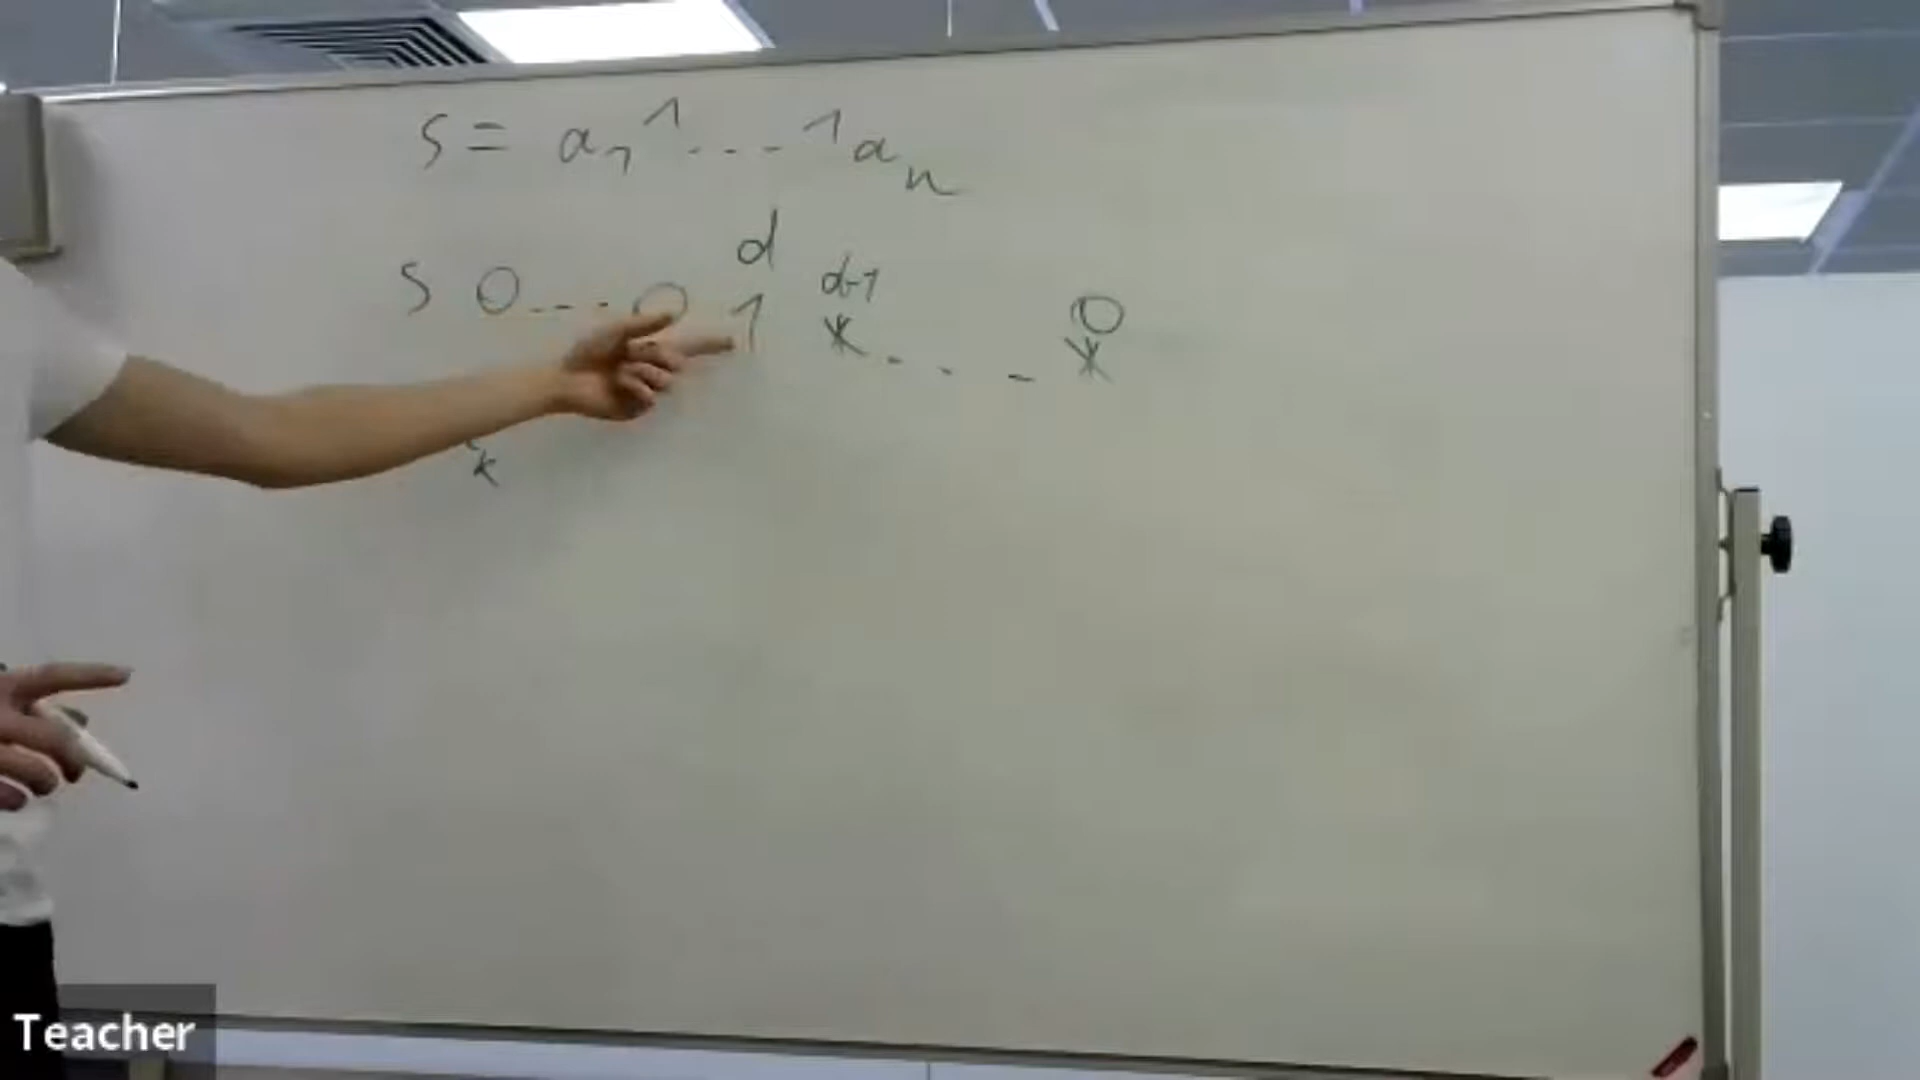 S = a₁ ^ ... ^ aₙ
d
d-1 0
S 0 ... 0 1 * ... *
*
Teacher